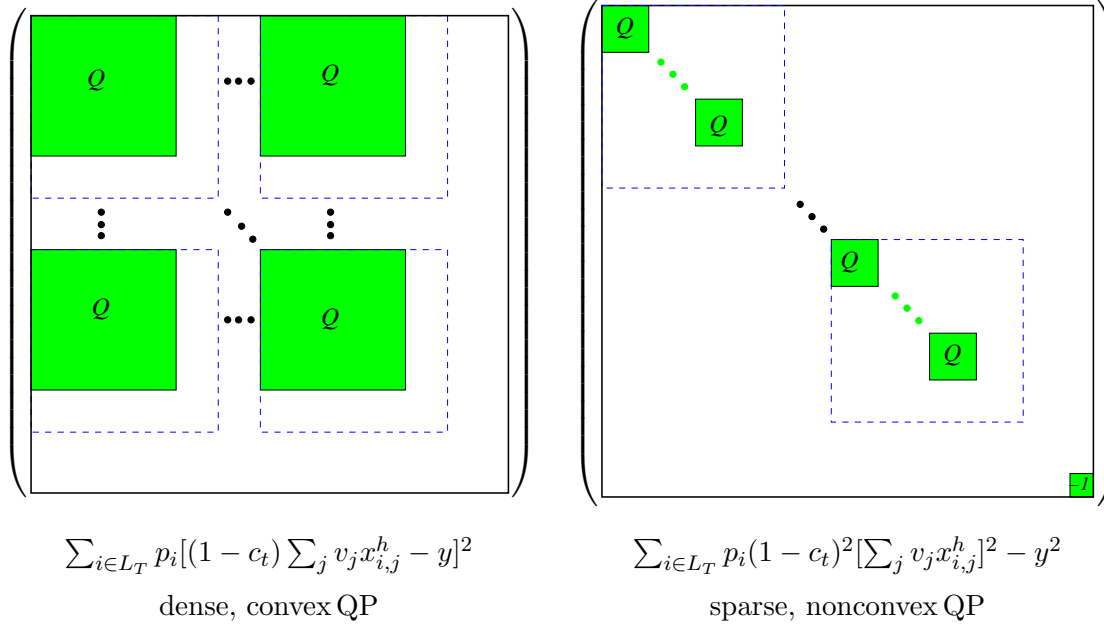 Q Q Q
Q
Q
Q Q Q
-1
∑_{i∈L_T} p_i[(1 − c_t) ∑_j v_j x^h_{i,j} − y]^2 ∑_{i∈L_T} p_i(1 − c_t)^2[∑_j v_j x^h_{i,j}]^2 − y^2
dense, convex QP sparse, nonconvex QP